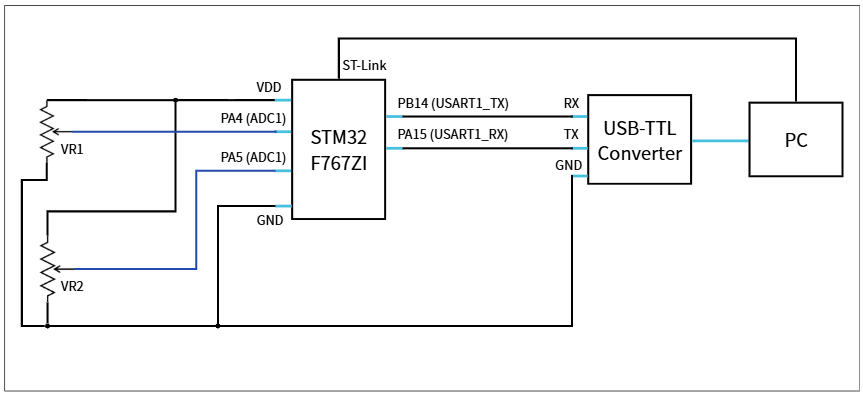 ST-Link
VDD
PA4 (ADC1)
VR1
PA5 (ADC1)
GND
VR2
STM32
F767ZI
PB14 (USART1_TX)
PA15 (USART1_RX)
RX
TX
GND
USB-TTL
Converter
PC